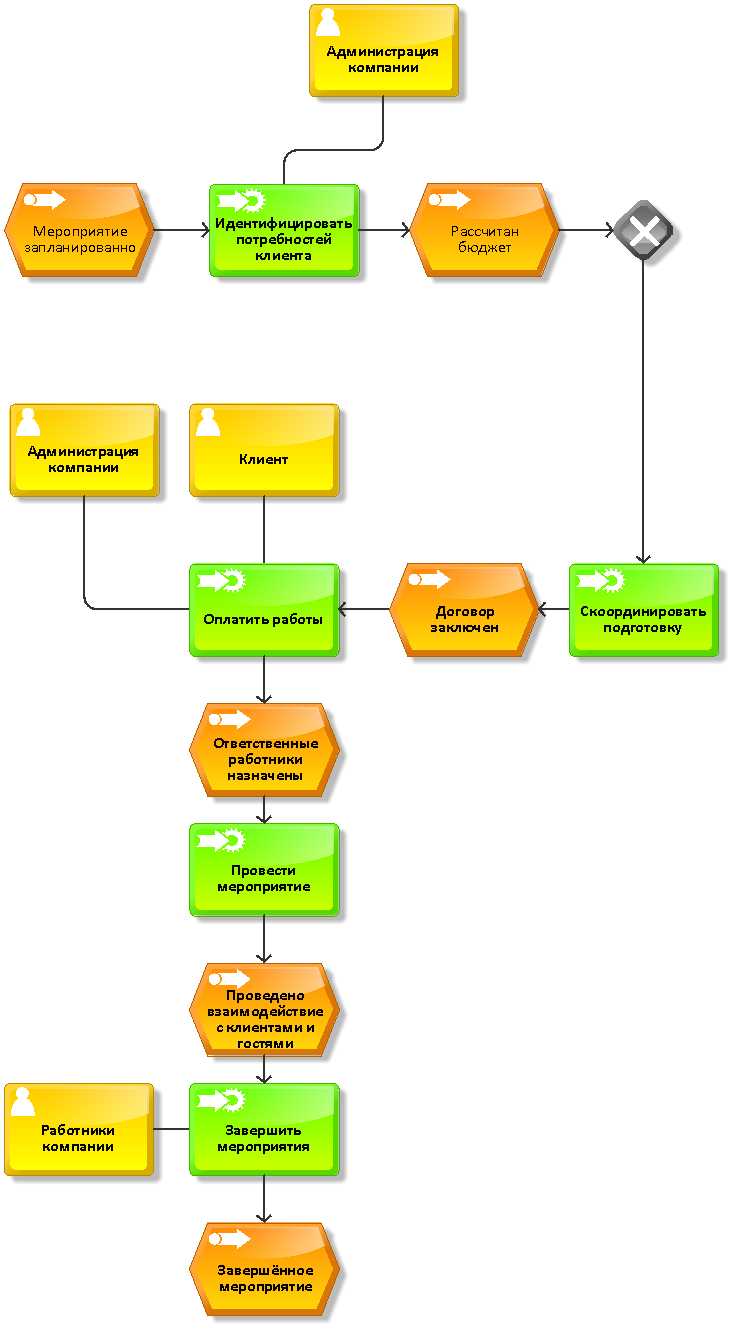 Администрация
компании
Мероприятие
запланированно
Идентифицировать
потребностей
клиента
Рассчитан
бюджет
Администрация
компании
Клиент
Оплатить работы
Договор
заключен
Скоординировать
подготовку
Ответственные
работники
назначены
Провести
мероприятие
Проведено
взаимодействие
с клиентами и
гостями
Работники
компании
Завершить
мероприятия
Завершённое
мероприятие